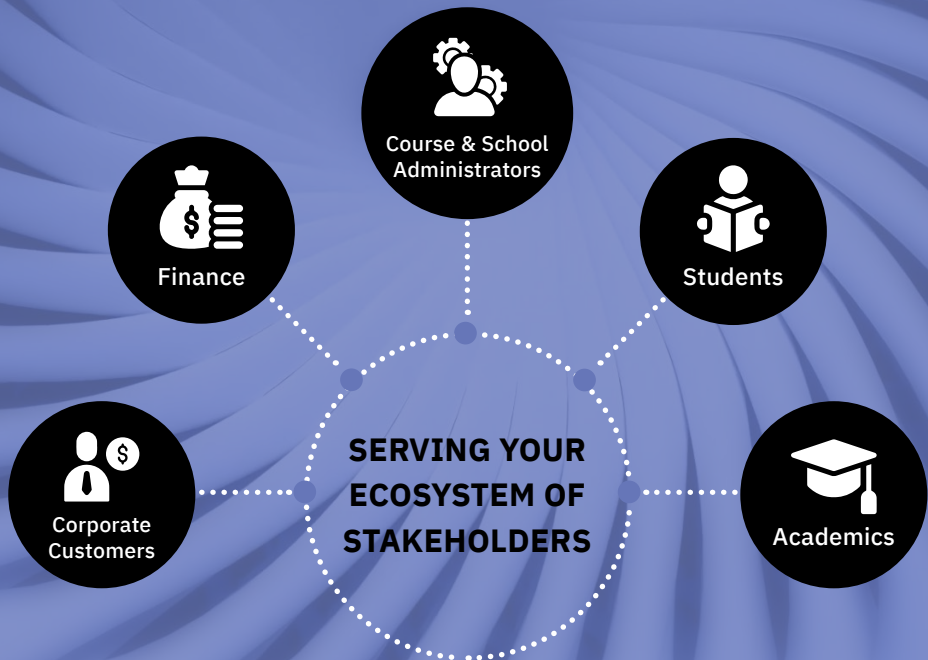 Course & School
Administrators
Finance
Students
SERVING YOUR
ECOSYSTEM OF
STAKEHOLDERS
Corporate
Customers
Academics
$
$